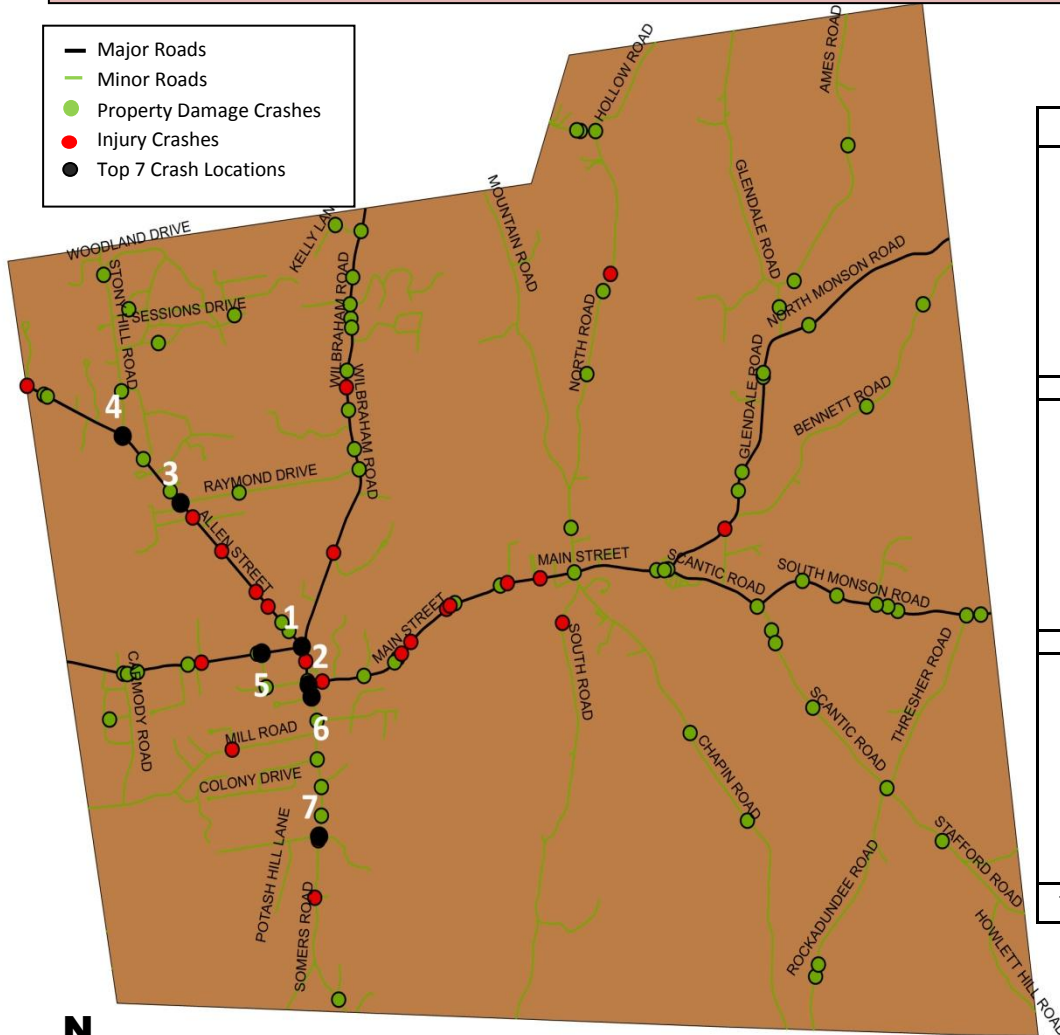 Major Roads
Minor Roads
Property Damage Crashes
Injury Crashes
Top 7 Crash Locations
HOLLOW ROAD
AMES ROAD
GLENDALE ROAD
MOUNTAIN ROAD
WOODLAND DRIVE
KELLY LAN
STONY HILL ROAD
SESSIONS DRIVE
WILBRAHAM ROAD
NORTH ROAD
NORTH MONSON ROAD
WILBRAHAM ROAD
GLENDALE ROAD
BENNETT ROAD
4
3
RAYMOND DRIVE
ALLEN STREET
MAIN STREET
SCANTIC ROAD
SOUTH MONSON ROAD
1
MAIN STREET
2
5
CARMODY ROAD
SOUTH ROAD
THRESHER ROAD
MILL ROAD
6
SCANTIC ROAD
COLONY DRIVE
CHAPIN ROAD
7
POTASH HILL LANE
STAFFORD ROAD
ROCKADUNDEE ROAD
SOMERS ROAD
HOWLETT HILL ROAD
N